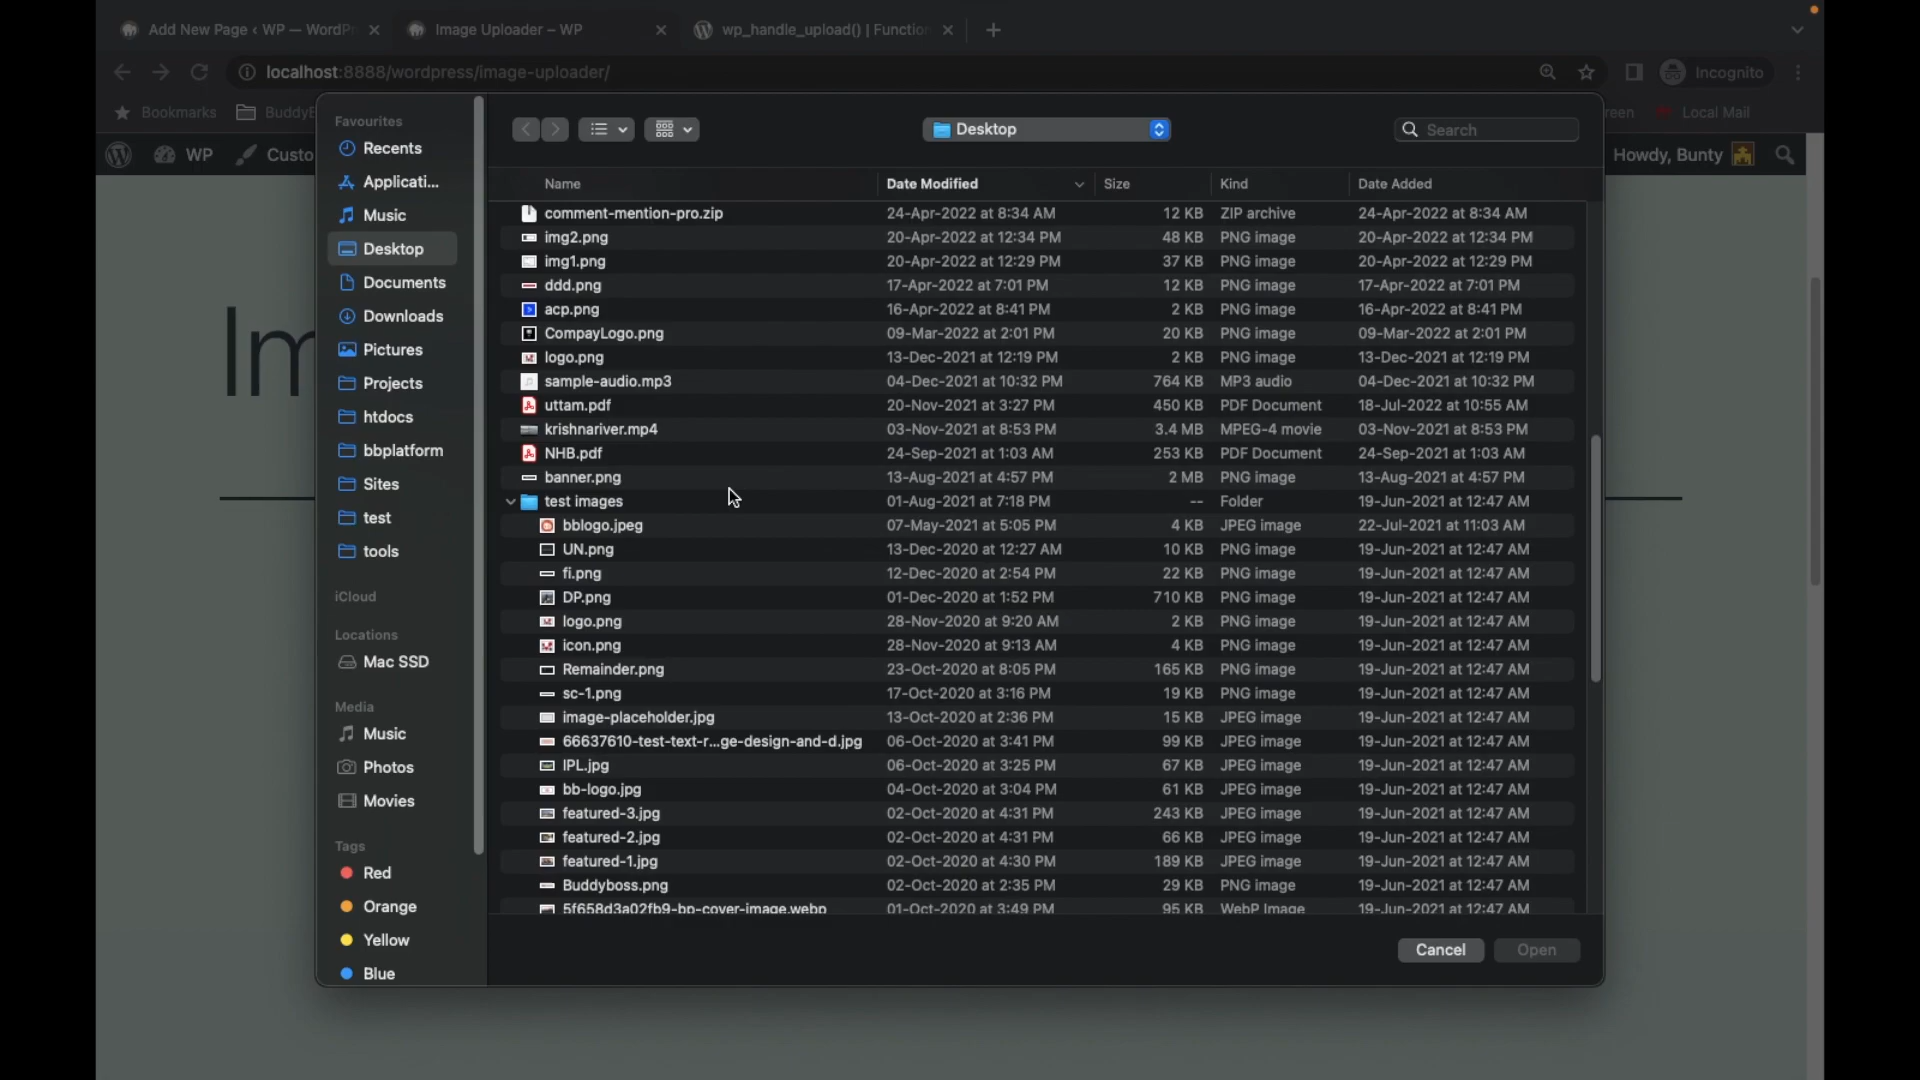 Add New Page ‹ WP — WordPr
Image Uploader – WP
wp_handle_upload() | Function
localhost:8888/wordpress/image-uploader/
Incognito
Bookmarks
BuddyB
reen
Local Mail
WP
Custo
Howdy, Bunty
Im
Favourites
Recents
Applicati...
Music
Desktop
Documents
Downloads
Pictures
Projects
htdocs
bbplatform
Sites
test
tools
iCloud
Locations
Mac SSD
Media
Music
Photos
Movies
Tags
Red
Orange
Yellow
Blue
Desktop
Search
Name Date Modified Size Kind Date Added
comment-mention-pro.zip 24-Apr-2022 at 8:34 AM 12 KB ZIP archive 24-Apr-2022 at 8:34 AM
img2.png 20-Apr-2022 at 12:34 PM 48 KB PNG image 20-Apr-2022 at 12:34 PM
img1.png 20-Apr-2022 at 12:29 PM 37 KB PNG image 20-Apr-2022 at 12:29 PM
ddd.png 17-Apr-2022 at 7:01 PM 12 KB PNG image 17-Apr-2022 at 7:01 PM
acp.png 16-Apr-2022 at 8:41 PM 2 KB PNG image 16-Apr-2022 at 8:41 PM
CompayLogo.png 09-Mar-2022 at 2:01 PM 20 KB PNG image 09-Mar-2022 at 2:01 PM
logo.png 13-Dec-2021 at 12:19 PM 2 KB PNG image 13-Dec-2021 at 12:19 PM
sample-audio.mp3 04-Dec-2021 at 10:32 PM 764 KB MP3 audio 04-Dec-2021 at 10:32 PM
uttam.pdf 20-Nov-2021 at 3:27 PM 450 KB PDF Document 18-Jul-2022 at 10:55 AM
krishnariver.mp4 03-Nov-2021 at 8:53 PM 3.4 MB MPEG-4 movie 03-Nov-2021 at 8:53 PM
NHB.pdf 24-Sep-2021 at 1:03 AM 253 KB PDF Document 24-Sep-2021 at 1:03 AM
banner.png 13-Aug-2021 at 4:57 PM 2 MB PNG image 13-Aug-2021 at 4:57 PM
test images 01-Aug-2021 at 7:18 PM -- Folder 19-Jun-2021 at 12:47 AM
bblogo.jpeg 07-May-2021 at 5:05 PM 4 KB JPEG image 22-Jul-2021 at 11:03 AM
UN.png 13-Dec-2020 at 12:27 AM 10 KB PNG image 19-Jun-2021 at 12:47 AM
fi.png 12-Dec-2020 at 2:54 PM 22 KB PNG image 19-Jun-2021 at 12:47 AM
DP.png 01-Dec-2020 at 1:52 PM 710 KB PNG image 19-Jun-2021 at 12:47 AM
logo.png 28-Nov-2020 at 9:20 AM 2 KB PNG image 19-Jun-2021 at 12:47 AM
icon.png 28-Nov-2020 at 9:13 AM 4 KB PNG image 19-Jun-2021 at 12:47 AM
Remainder.png 23-Oct-2020 at 8:05 PM 165 KB PNG image 19-Jun-2021 at 12:47 AM
sc-1.png 17-Oct-2020 at 3:16 PM 19 KB PNG image 19-Jun-2021 at 12:47 AM
image-placeholder.jpg 13-Oct-2020 at 2:36 PM 15 KB JPEG image 19-Jun-2021 at 12:47 AM
66637610-test-text-r...ge-design-and-d.jpg 06-Oct-2020 at 3:41 PM 99 KB JPEG image 19-Jun-2021 at 12:47 AM
IPL.jpg 06-Oct-2020 at 3:25 PM 67 KB JPEG image 19-Jun-2021 at 12:47 AM
bb-logo.jpg 04-Oct-2020 at 3:04 PM 61 KB JPEG image 19-Jun-2021 at 12:47 AM
featured-3.jpg 02-Oct-2020 at 4:31 PM 243 KB JPEG image 19-Jun-2021 at 12:47 AM
featured-2.jpg 02-Oct-2020 at 4:31 PM 66 KB JPEG image 19-Jun-2021 at 12:47 AM
featured-1.jpg 02-Oct-2020 at 4:30 PM 189 KB JPEG image 19-Jun-2021 at 12:47 AM
Buddyboss.png 02-Oct-2020 at 2:35 PM 29 KB PNG image 19-Jun-2021 at 12:47 AM
5f658d3a02fb9-bp-cover-image.webp 01-Oct-2020 at 3:49 PM 95 KB WebP Image 19-Jun-2021 at 12:47 AM
Cancel
Open